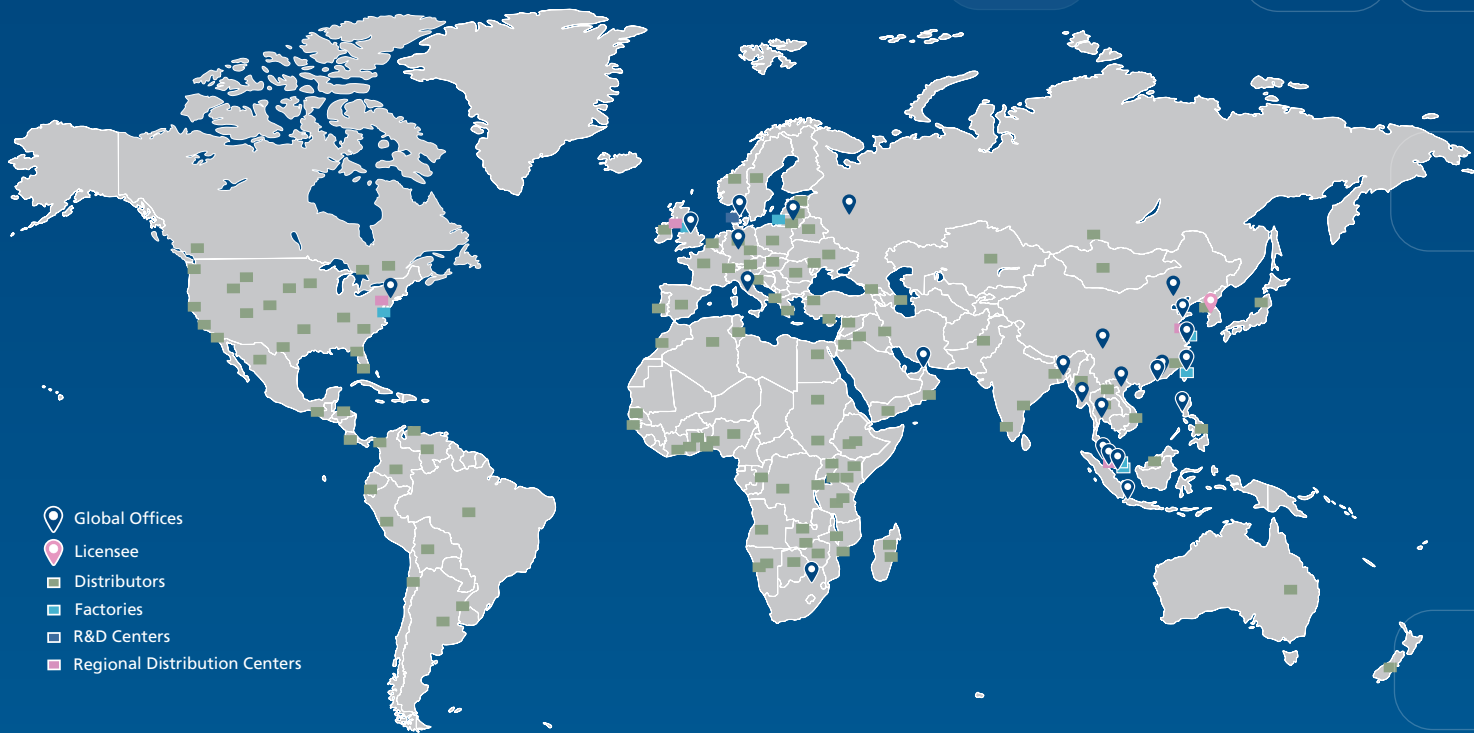 Global Offices
Licensee
Distributors
Factories
R&D Centers
Regional Distribution Centers